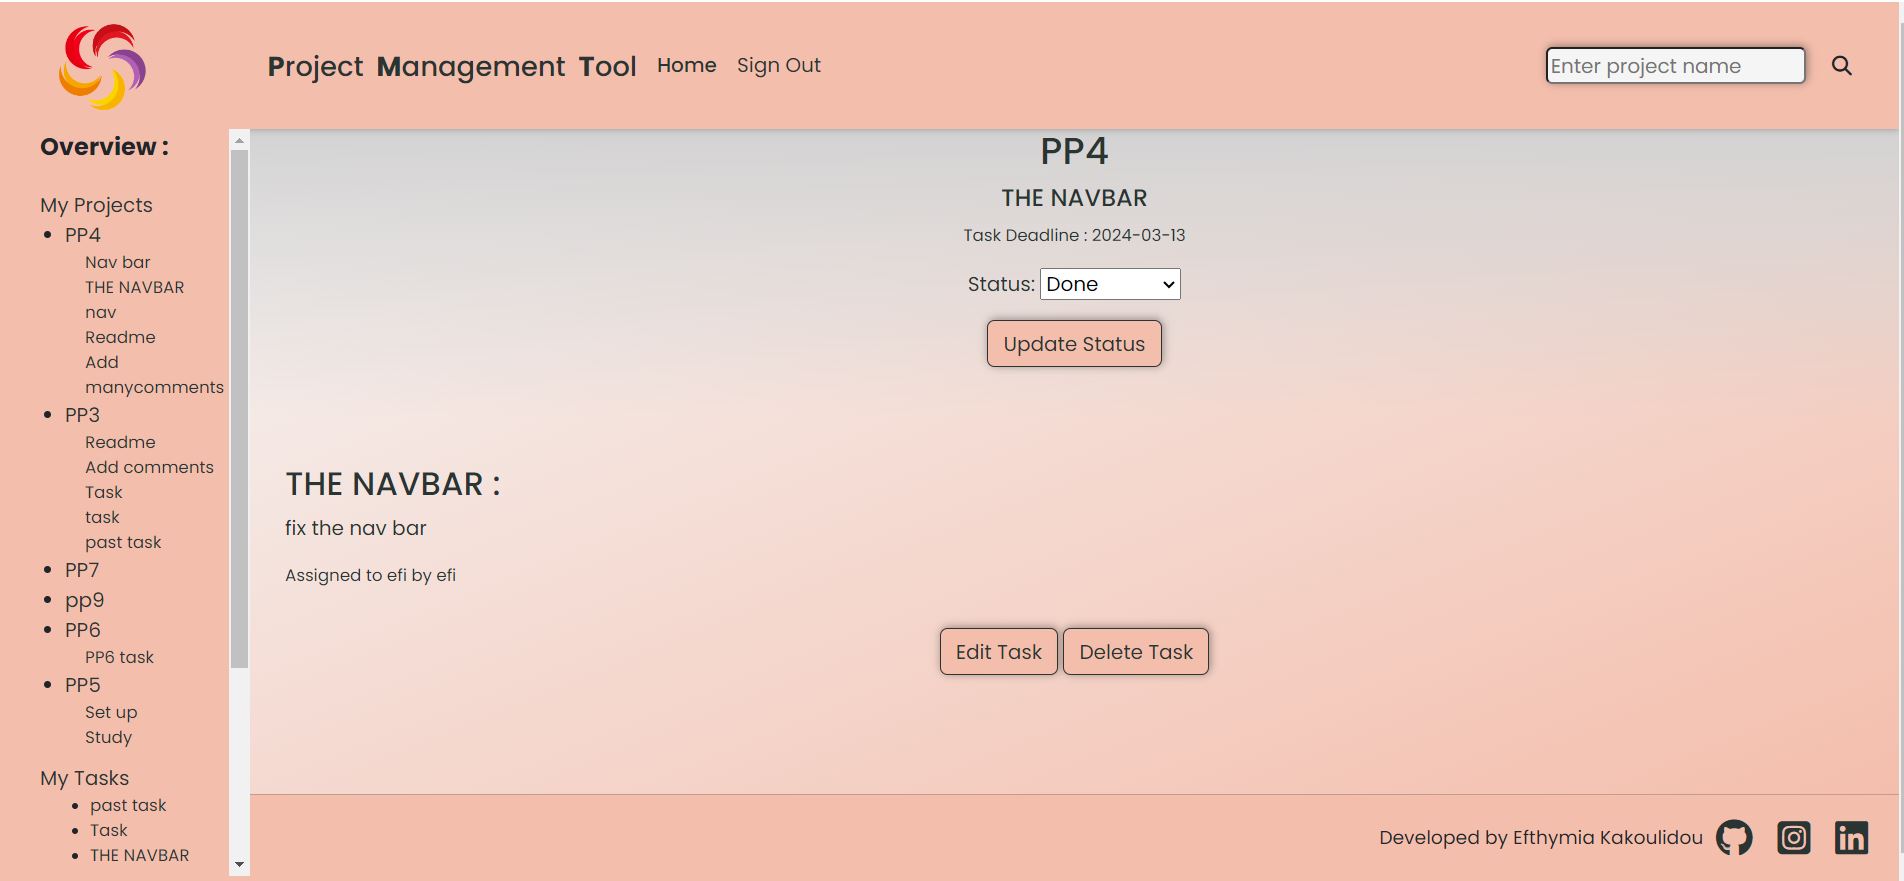 Project Management Tool Home Sign Out
Enter project name
Overview :
My Projects
PP4
Nav bar
THE NAVBAR
nav
Readme
Add
manycomments
PP3
Readme
Add comments
Task
task
past task
PP7
pp9
PP6
PP6 task
PP5
Set up
Study
My Tasks
past task
Task
THE NAVBAR
PP4
THE NAVBAR
Task Deadline : 2024-03-13
Status: Done
Update Status
THE NAVBAR :
fix the nav bar
Assigned to efi by efi
Edit Task Delete Task
Developed by Efthymia Kakoulidou